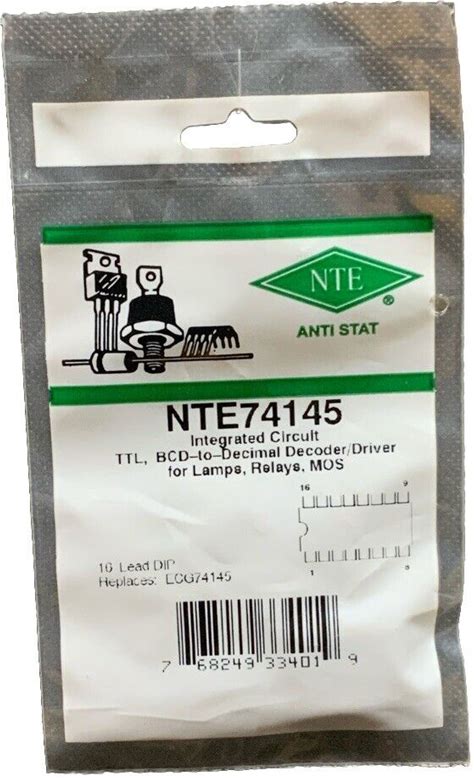 NTE®
ANTI STAT
NTE74145
Integrated Circuit
TTL, BCD–to–Decimal Decoder/Driver
for Lamps, Relays, MOS
16 9
16 Lead DIP
Replaces: ECG74145
1 8
7 68249 33401 9